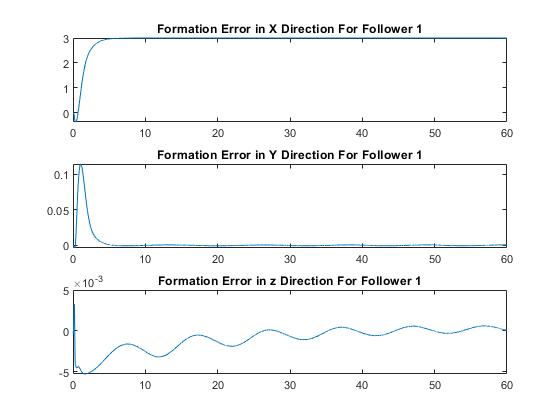 Formation Error in X Direction For Follower 1
3
2
1
0
0 10 20 30 40 50 60
Formation Error in Y Direction For Follower 1
0.1
0.05
0
0 10 20 30 40 50 60
Formation Error in z Direction For Follower 1
×10⁻³
5
0
-5
0 10 20 30 40 50 60